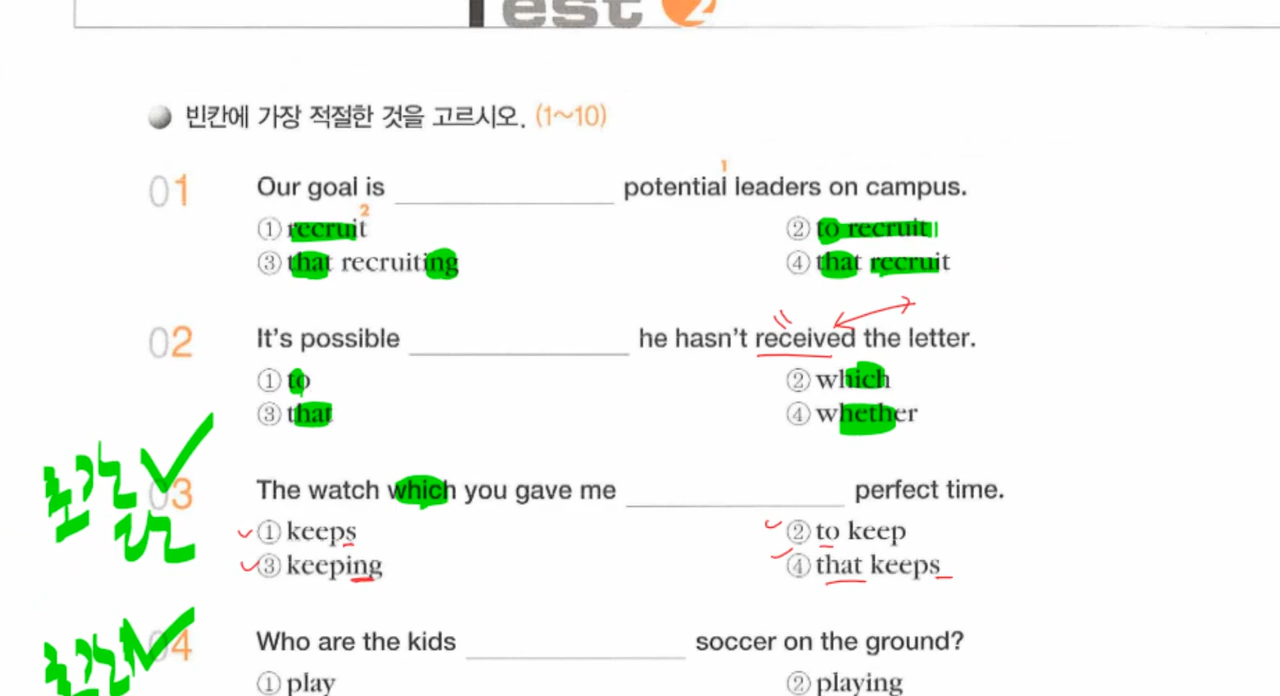 Test 2
빈칸에 가장 적절한 것을 고르시오. (1~10)
01 Our goal is ____________ potential leaders on campus.
① recruit ② to recruit
③ that recruiting ④ that recruit
02 It's possible ____________ he hasn't received the letter.
① to ② which
③ that ④ whether
03 The watch which you gave me ____________ perfect time.
① keeps ② to keep
③ keeping ④ that keeps
04 Who are the kids ____________ soccer on the ground?
① play ② playing